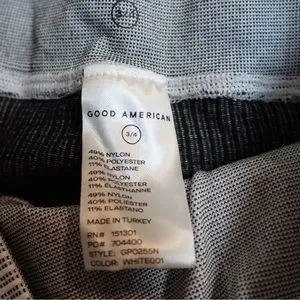 GOOD AMERICAN
3/4
49% NYLON
40% POLYESTER
11% ELASTANE
49% NYLON
40% POLYESTER
11% ELASTHANNE
49% NYLON
40% POLIESTER
11% ELASTANO
MADE IN TURKEY
RN# 151301
PO# 704400
STYLE: GP0255N
COLOR: WHITE001